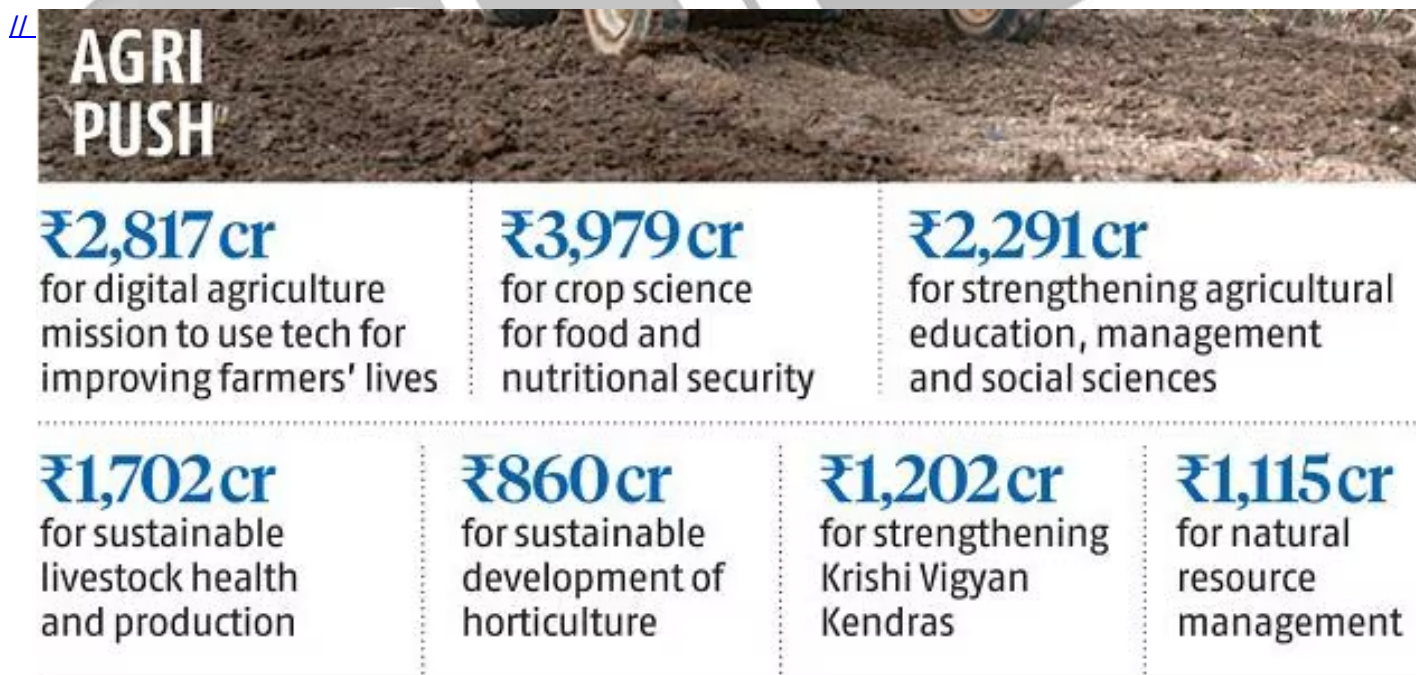 //
AGRI
PUSH
₹2,817 cr
for digital agriculture
mission to use tech for
improving farmers' lives
₹3,979 cr
for crop science
for food and
nutritional security
₹2,291 cr
for strengthening agricultural
education, management
and social sciences
₹1,702 cr
for sustainable
livestock health
and production
₹860 cr
for sustainable
development of
horticulture
₹1,202 cr
for strengthening
Krishi Vigyan
Kendras
₹1,115 cr
for natural
resource
management